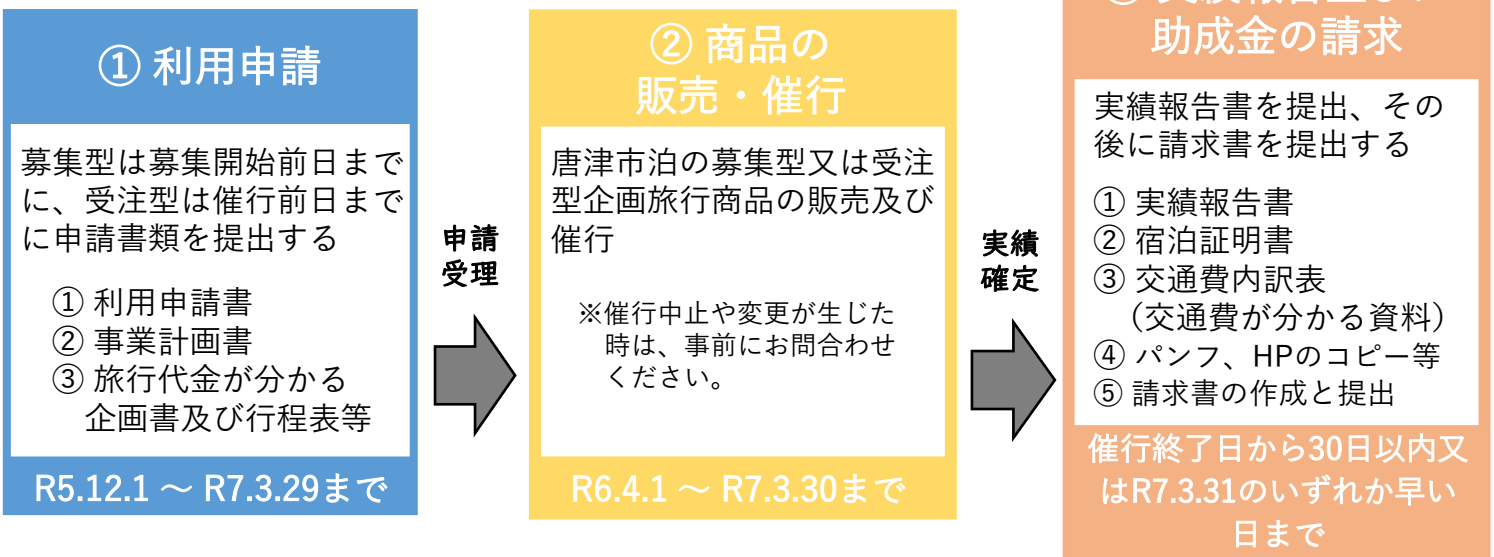 ① 利用申請
募集型は募集開始前日まで
に、受注型は催行前日まで
に申請書類を提出する
① 利用申請書
② 事業計画書
③ 旅行代金が分かる
企画書及び行程表等
R5.12.1 ～ R7.3.29まで
申請
受理
② 商品の
販売・催行
唐津市泊の募集型又は受注
型企画旅行商品の販売及び
催行
※催行中止や変更が生じた
時は、事前にお問合わせ
ください。
R6.4.1 ～ R7.3.30まで
実績
確定
助成金の請求
実績報告書を提出、その
後に請求書を提出する
① 実績報告書
② 宿泊証明書
③ 交通費内訳表
（交通費が分かる資料）
④ パンフ、HPのコピー等
⑤ 請求書の作成と提出
催行終了日から30日以内又
はR7.3.31のいずれか早い
日まで